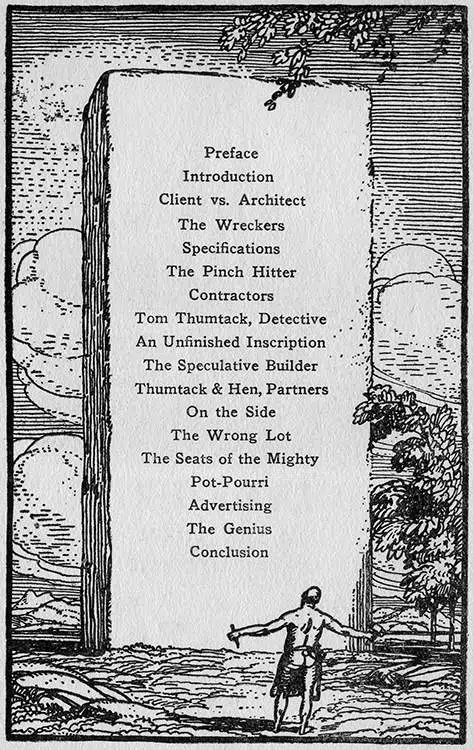 Preface
Introduction
Client vs. Architect
The Wreckers
Specifications
The Pinch Hitter
Contractors
Tom Thumtack, Detective
An Unfinished Inscription
The Speculative Builder
Thumtack & Hen, Partners
On the Side
The Wrong Lot
The Seats of the Mighty
Pot-Pourri
Advertising
The Genius
Conclusion